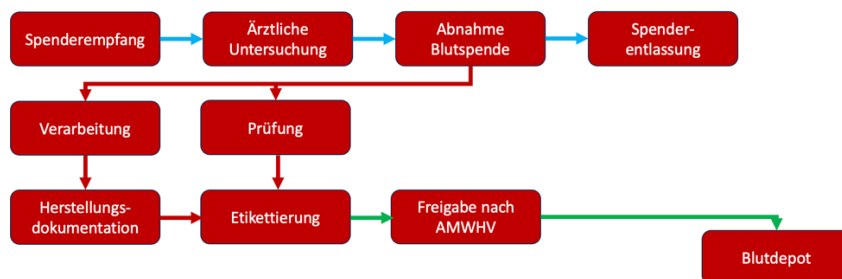 Spenderempfang
Ärztliche
Untersuchung
Abnahme
Blutspende
Spender-
entlassung
Verarbeitung
Prüfung
Herstellungs-
dokumentation
Etikettierung
Freigabe nach
AMWHV
Blutdepot